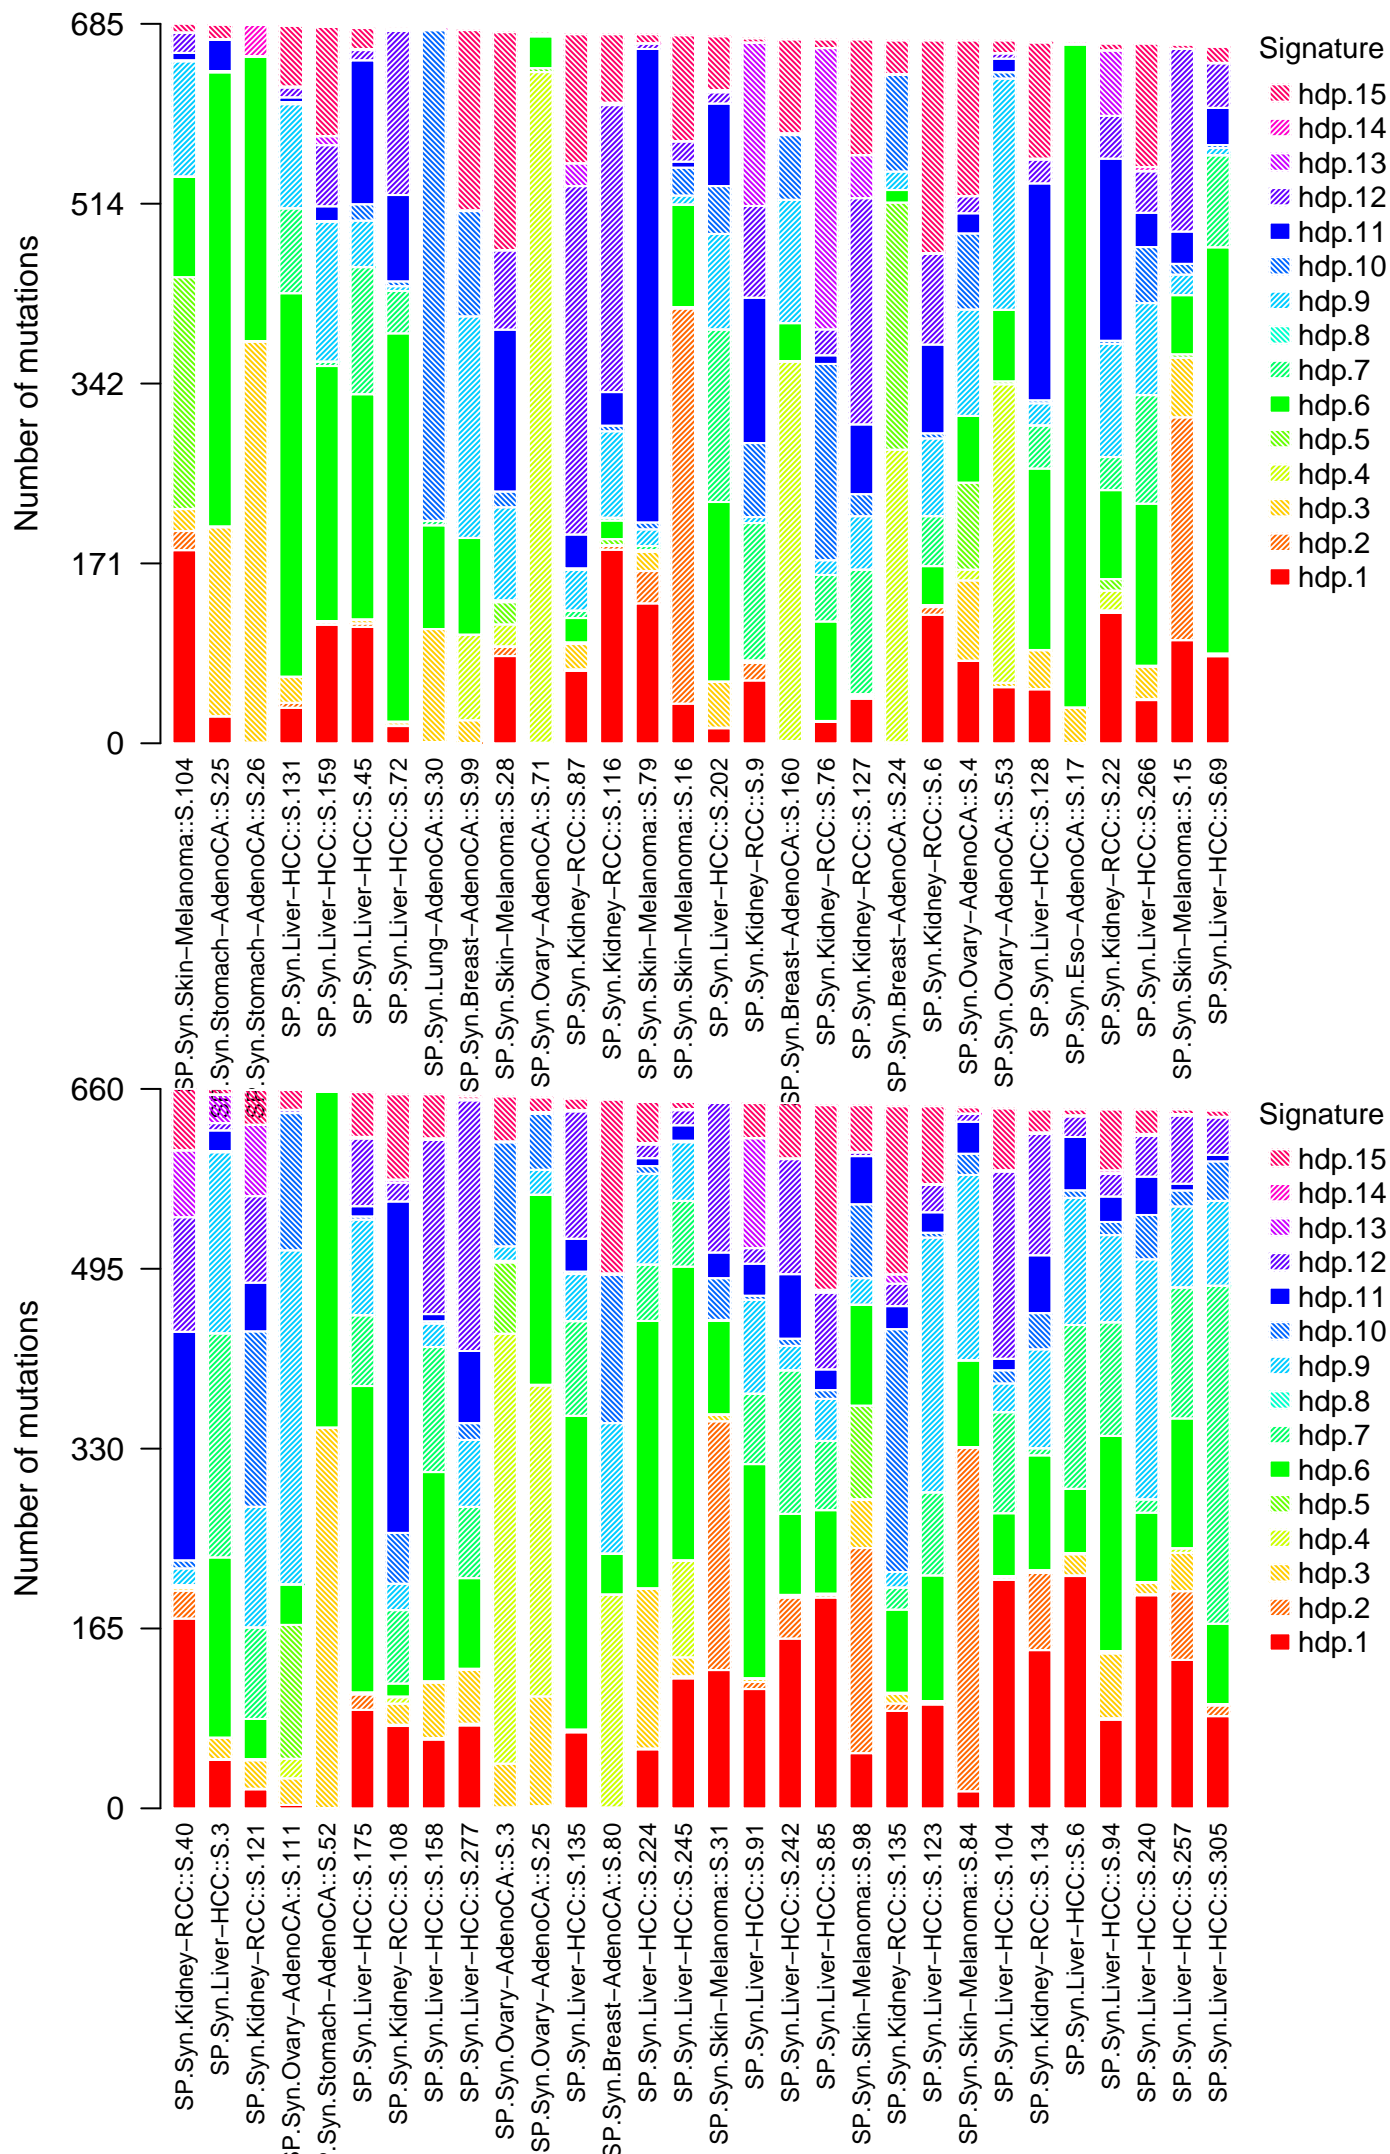 Number of mutations
685
514
342
171
0
Signature
hdp.15
hdp.14
hdp.13
hdp.12
hdp.11
hdp.10
hdp.9
hdp.8
hdp.7
hdp.6
hdp.5
hdp.4
hdp.3
hdp.2
hdp.1
SP.Syn.Skin−Melanoma::S.104
SP.Syn.Stomach−AdenoCA::S.25
SP.Syn.Stomach−AdenoCA::S.26
SP.Syn.Liver−HCC::S.131
SP.Syn.Liver−HCC::S.159
SP.Syn.Liver−HCC::S.45
SP.Syn.Liver−HCC::S.72
SP.Syn.Lung−AdenoCA::S.30
SP.Syn.Breast−AdenoCA::S.99
SP.Syn.Skin−Melanoma::S.28
SP.Syn.Ovary−AdenoCA::S.71
SP.Syn.Kidney−RCC::S.87
SP.Syn.Kidney−RCC::S.116
SP.Syn.Skin−Melanoma::S.79
SP.Syn.Skin−Melanoma::S.16
SP.Syn.Liver−HCC::S.202
SP.Syn.Kidney−RCC::S.9
SP.Syn.Breast−AdenoCA::S.160
SP.Syn.Kidney−RCC::S.76
SP.Syn.Kidney−RCC::S.127
SP.Syn.Breast−AdenoCA::S.24
SP.Syn.Kidney−RCC::S.6
SP.Syn.Ovary−AdenoCA::S.4
SP.Syn.Ovary−AdenoCA::S.53
SP.Syn.Liver−HCC::S.128
SP.Syn.Eso−AdenoCA::S.17
SP.Syn.Kidney−RCC::S.22
SP.Syn.Liver−HCC::S.266
SP.Syn.Skin−Melanoma::S.15
SP.Syn.Liver−HCC::S.69
Number of mutations
660
495
330
165
0
Signature
hdp.15
hdp.14
hdp.13
hdp.12
hdp.11
hdp.10
hdp.9
hdp.8
hdp.7
hdp.6
hdp.5
hdp.4
hdp.3
hdp.2
hdp.1
SP.Syn.Kidney−RCC::S.40
SP.Syn.Liver−HCC::S.3
SP.Syn.Kidney−RCC::S.121
SP.Syn.Ovary−AdenoCA::S.111
.Syn.Stomach−AdenoCA::S.52
SP.Syn.Liver−HCC::S.175
SP.Syn.Kidney−RCC::S.108
SP.Syn.Liver−HCC::S.158
SP.Syn.Liver−HCC::S.277
SP.Syn.Ovary−AdenoCA::S.3
SP.Syn.Ovary−AdenoCA::S.25
SP.Syn.Liver−HCC::S.135
SP.Syn.Breast−AdenoCA::S.80
SP.Syn.Liver−HCC::S.224
SP.Syn.Liver−HCC::S.245
SP.Syn.Skin−Melanoma::S.31
SP.Syn.Liver−HCC::S.91
SP.Syn.Liver−HCC::S.242
SP.Syn.Liver−HCC::S.85
SP.Syn.Skin−Melanoma::S.98
SP.Syn.Kidney−RCC::S.135
SP.Syn.Liver−HCC::S.123
SP.Syn.Skin−Melanoma::S.84
SP.Syn.Liver−HCC::S.104
SP.Syn.Kidney−RCC::S.134
SP.Syn.Liver−HCC::S.6
SP.Syn.Liver−HCC::S.94
SP.Syn.Liver−HCC::S.240
SP.Syn.Liver−HCC::S.257
SP.Syn.Liver−HCC::S.305